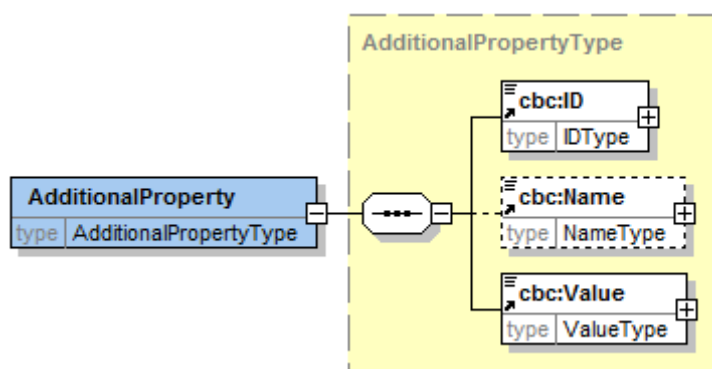 AdditionalPropertyType
cbc:ID
type IDType
AdditionalProperty
type AdditionalPropertyType
cbc:Name
type NameType
cbc:Value
type ValueType